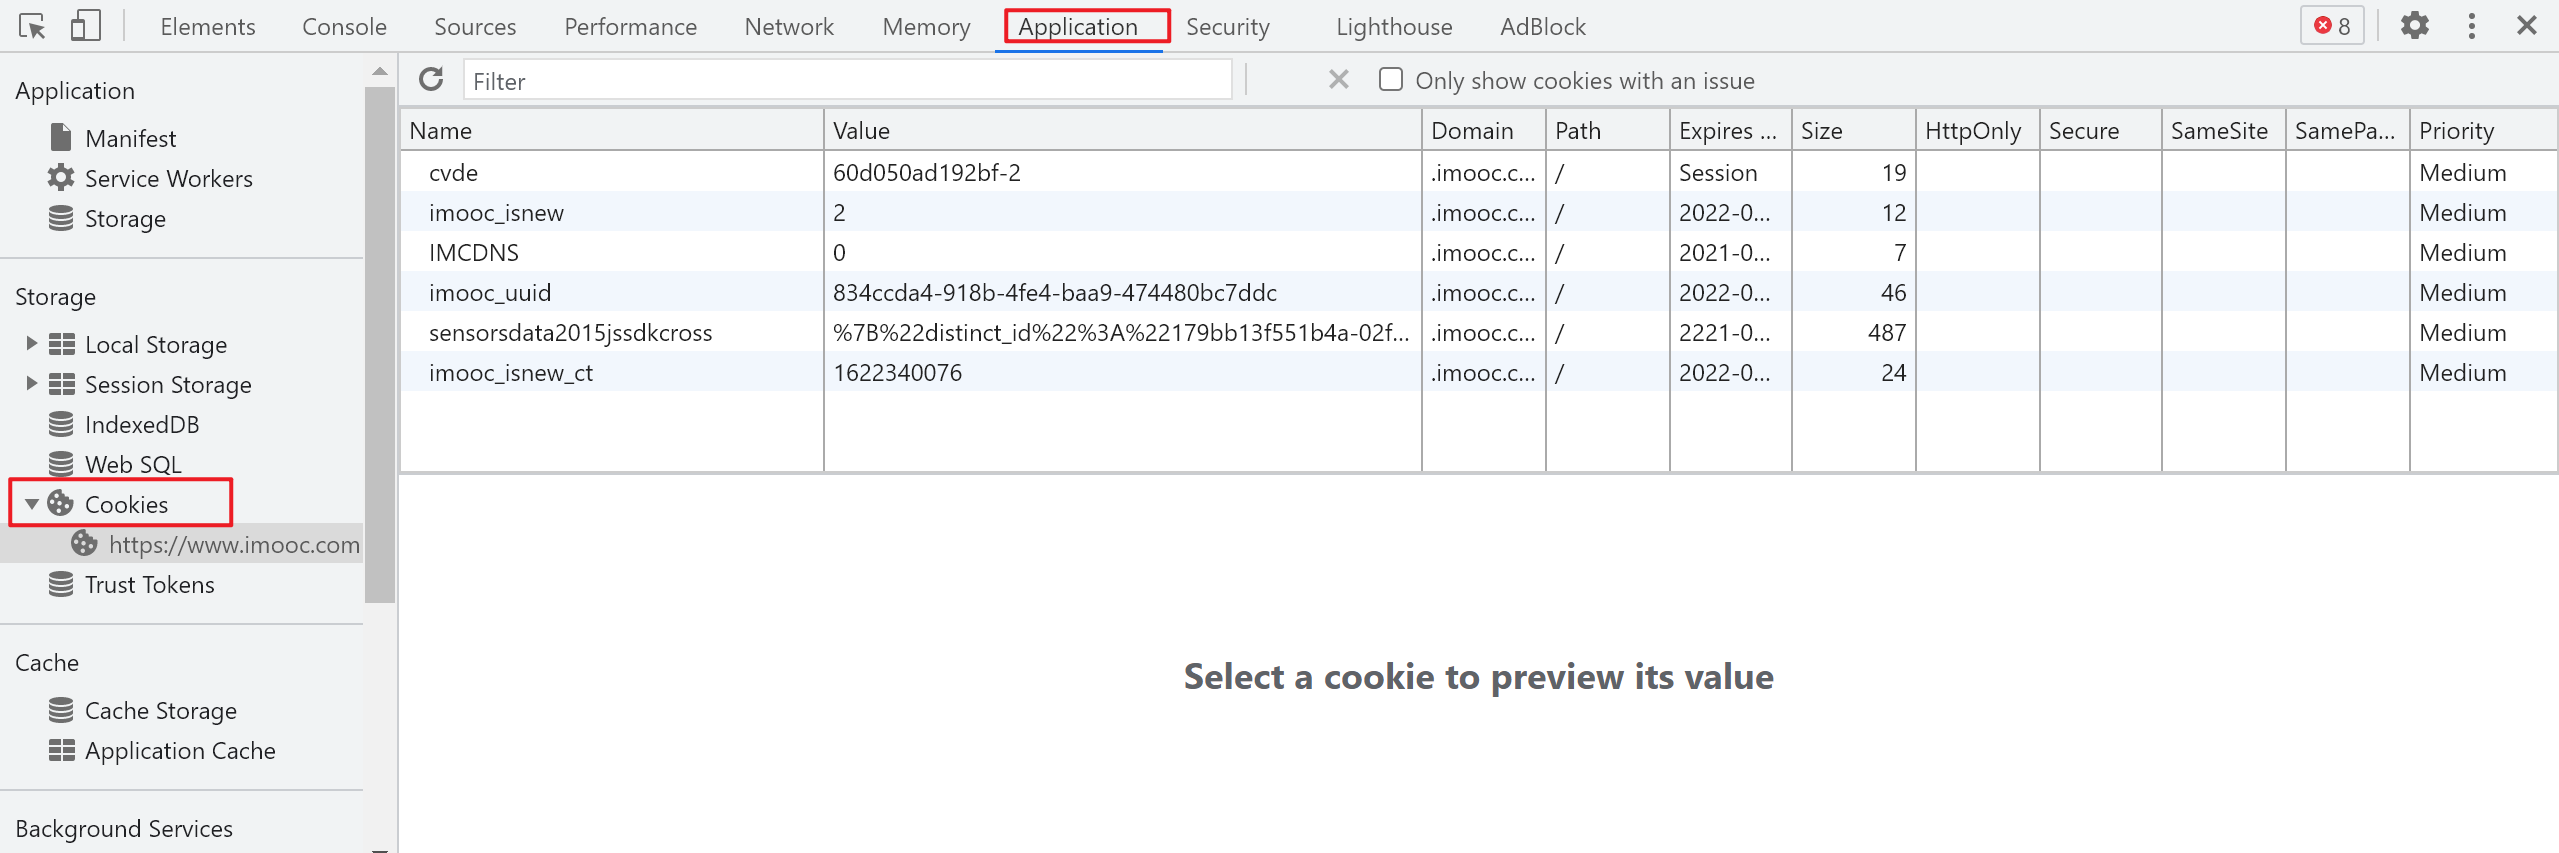 Elements Console Sources Performance Network Memory Application Security Lighthouse AdBlock 8
Application
Manifest
Service Workers
Storage
Storage
Local Storage
Session Storage
IndexedDB
Web SQL
Cookies
https://www.imooc.com
Trust Tokens
Cache
Cache Storage
Application Cache
Background Services
Filter Only show cookies with an issue
Name Value Domain Path Expires ... Size HttpOnly Secure SameSite SamePa... Priority
cvde 60d050ad192bf-2 .imooc.c... / Session 19 Medium
imooc_isnew 2 .imooc.c... / 2022-0... 12 Medium
IMCDNS 0 .imooc.c... / 2021-0... 7 Medium
imooc_uuid 834ccda4-918b-4fe4-baa9-474480bc7ddc .imooc.c... / 2022-0... 46 Medium
sensorsdata2015jssdkcross %7B%22distinct_id%22%3A%22179bb13f551b4a-02f... .imooc.c... / 2221-0... 487 Medium
imooc_isnew_ct 1622340076 .imooc.c... / 2022-0... 24 Medium
Select a cookie to preview its value